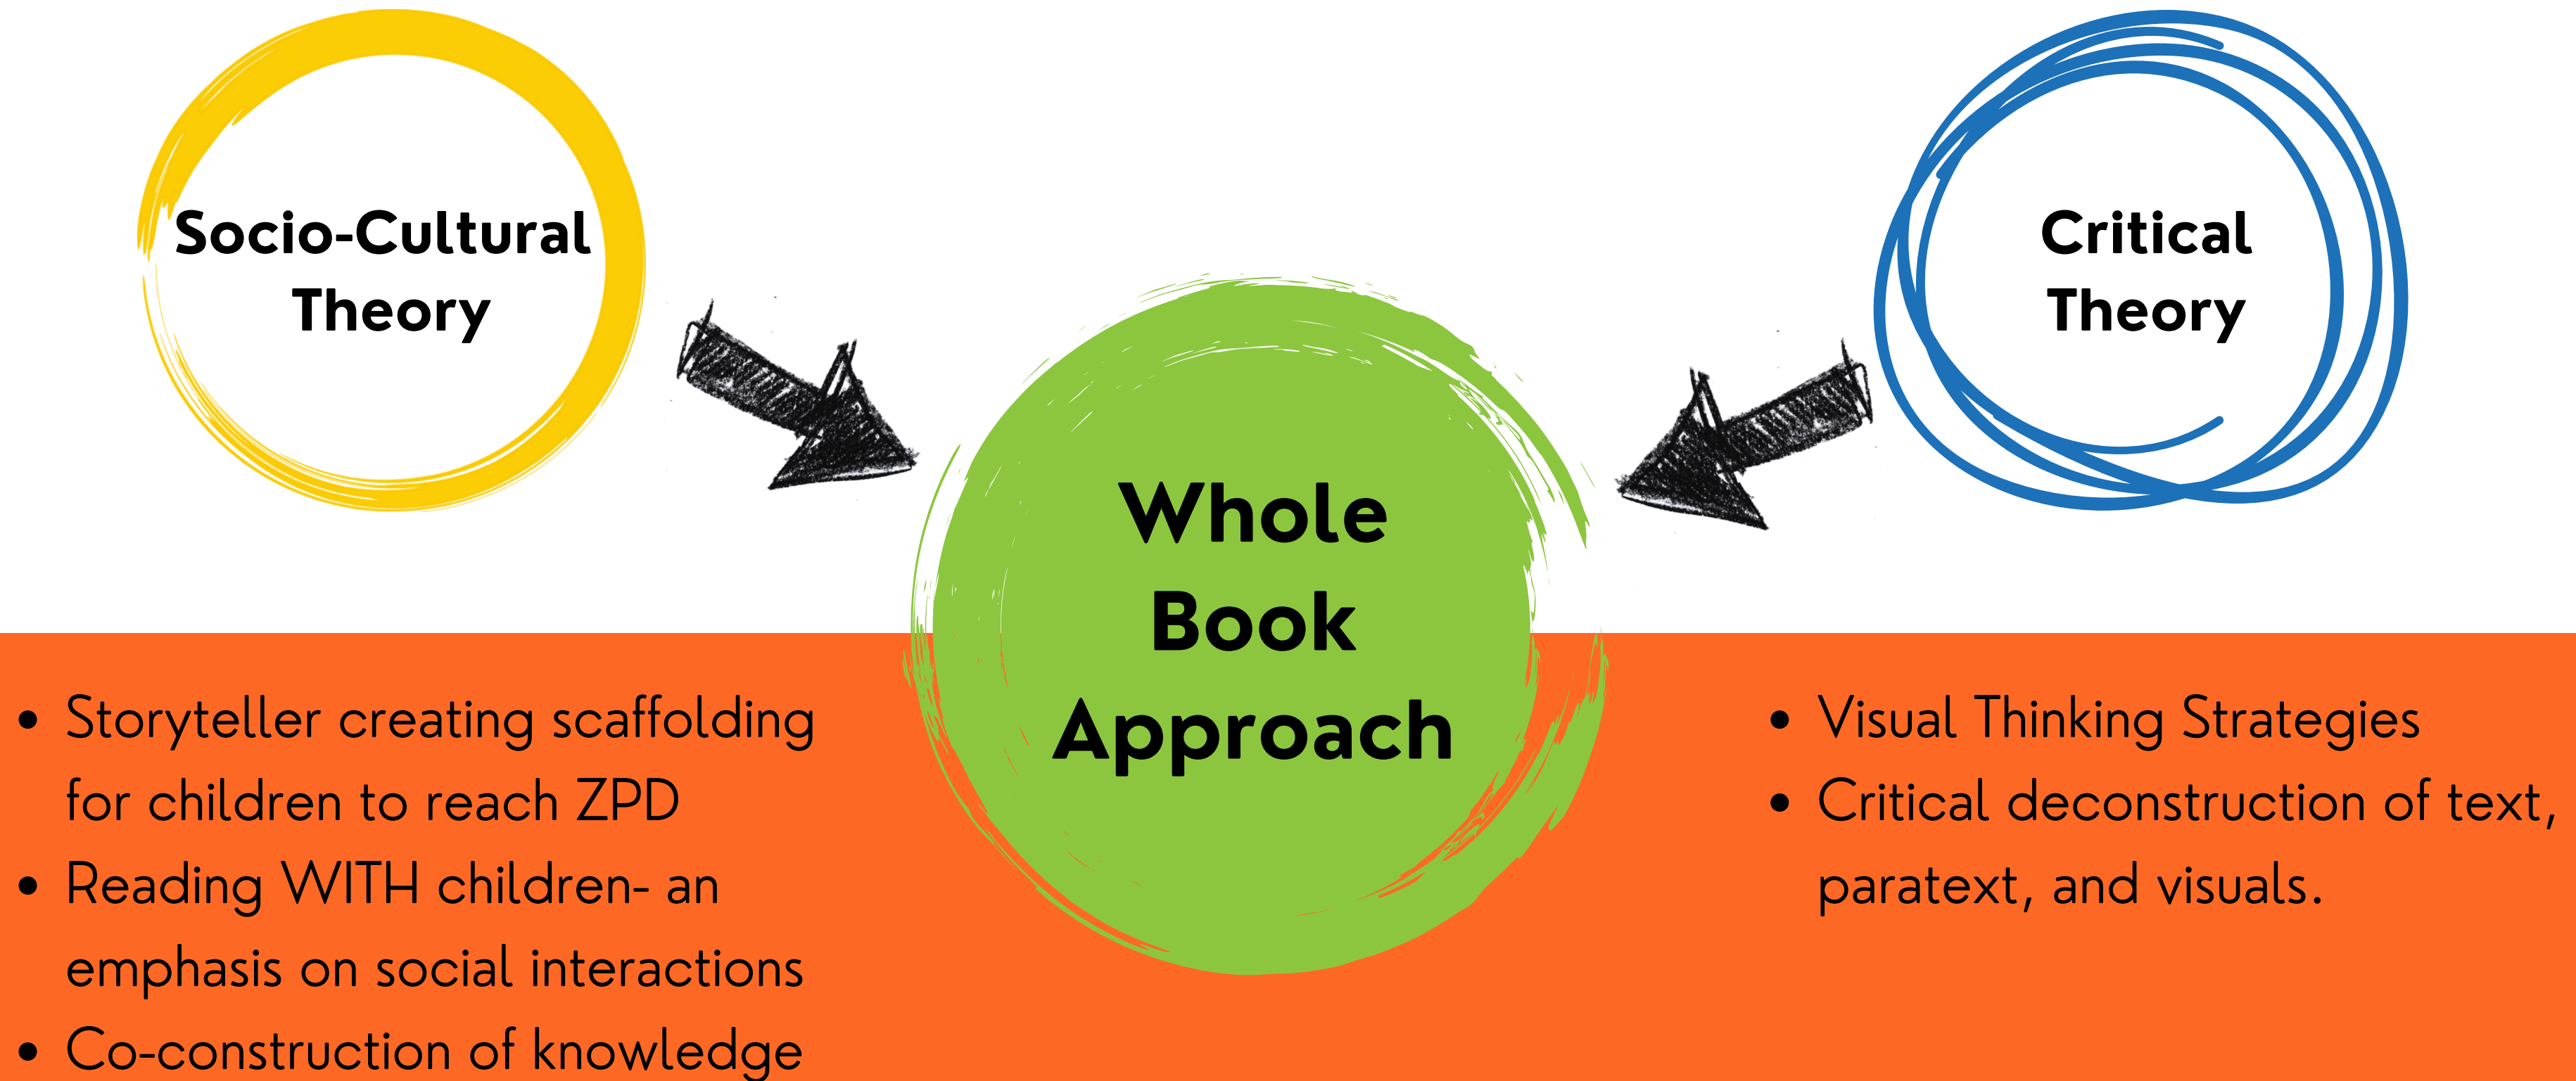 Socio-Cultural
Theory
Critical
Theory
Whole
Book
Approach
• Storyteller creating scaffolding
for children to reach ZPD
• Reading WITH children- an
emphasis on social interactions
• Co-construction of knowledge
• Visual Thinking Strategies
• Critical deconstruction of text,
paratext, and visuals.